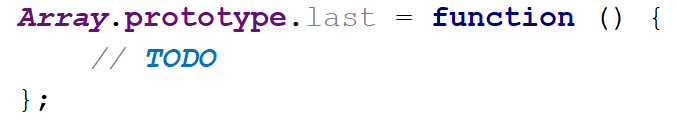 Array.prototype.last = function () {
    // TODO
};